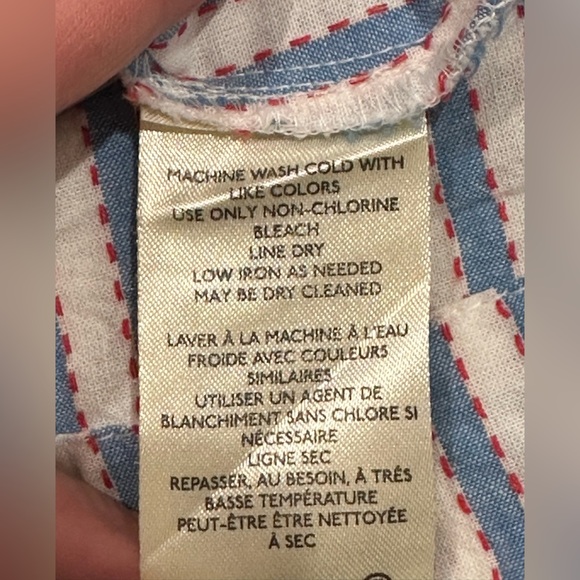 MACHINE WASH COLD WITH
LIKE COLORS
USE ONLY NON-CHLORINE
BLEACH
LINE DRY
LOW IRON AS NEEDED
MAY BE DRY CLEANED
LAVER À LA MACHINE À L'EAU
FROIDE AVEC COULEURS
SIMILAIRES
UTILISER UN AGENT DE
BLANCHIMENT SANS CHLORE SI
NÉCESSAIRE
LIGNE SEC
REPASSER, AU BESOIN, À TRÉS
BASSE TEMPÉRATURE
PEUT-ÊTRE ÊTRE NETTOYÉE
À SEC